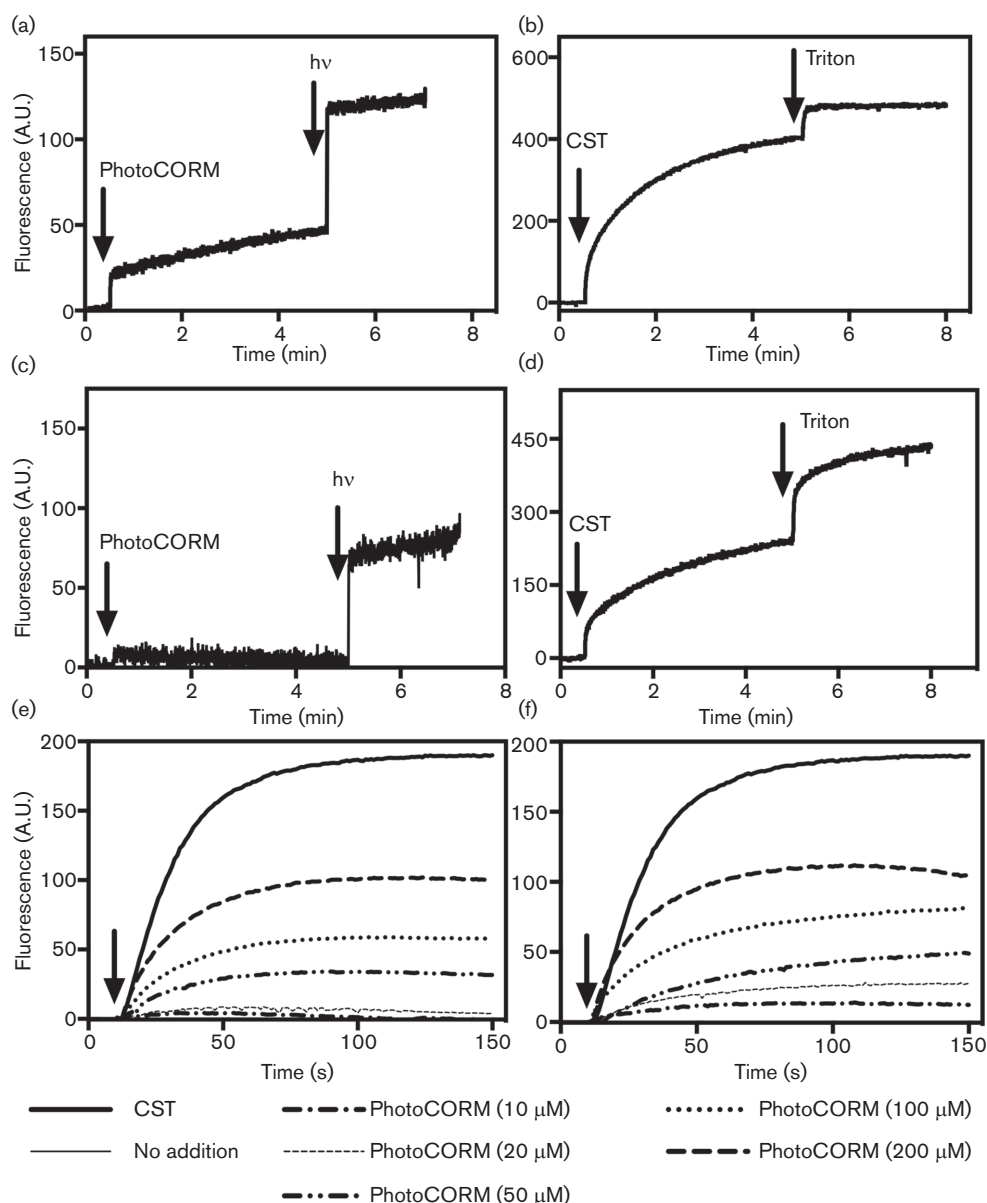 (a)
150
100
50
0
Fluorescence (A.U.)
PhotoCORM
hν
0 2 4 6 8
Time (min)
(b)
600
400
200
0
CST
Triton
0 2 4 6 8
Time (min)
(c)
150
100
50
0
Fluorescence (A.U.)
PhotoCORM
hν
0 2 4 6 8
Time (min)
(d)
450
300
150
0
CST
Triton
0 2 4 6 8
Time (min)
(e)
200
150
100
50
0
Fluorescence (A.U.)
0 50 100 150
Time (s)
(f)
200
150
100
50
0
0 50 100 150
Time (s)
CST
PhotoCORM (10 μM)
PhotoCORM (100 μM)
No addition
PhotoCORM (20 μM)
PhotoCORM (200 μM)
PhotoCORM (50 μM)